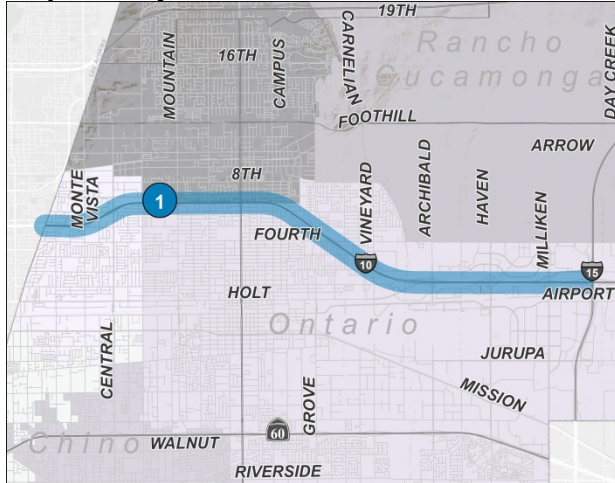 19TH
MOUNTAIN
16TH
CAMPUS
CARNELIAN
Rancho
Cucamonga
DAY CREEK
FOOTHILL
ARROW
8TH
MONTE
VISTA
1
VINEYARD
ARCHIBALD
HAVEN
MILLIKEN
FOURTH
10
15
HOLT
AIRPORT
Ontario
CENTRAL
JURUPA
MISSION
GROVE
Chino
WALNUT
60
RIVERSIDE